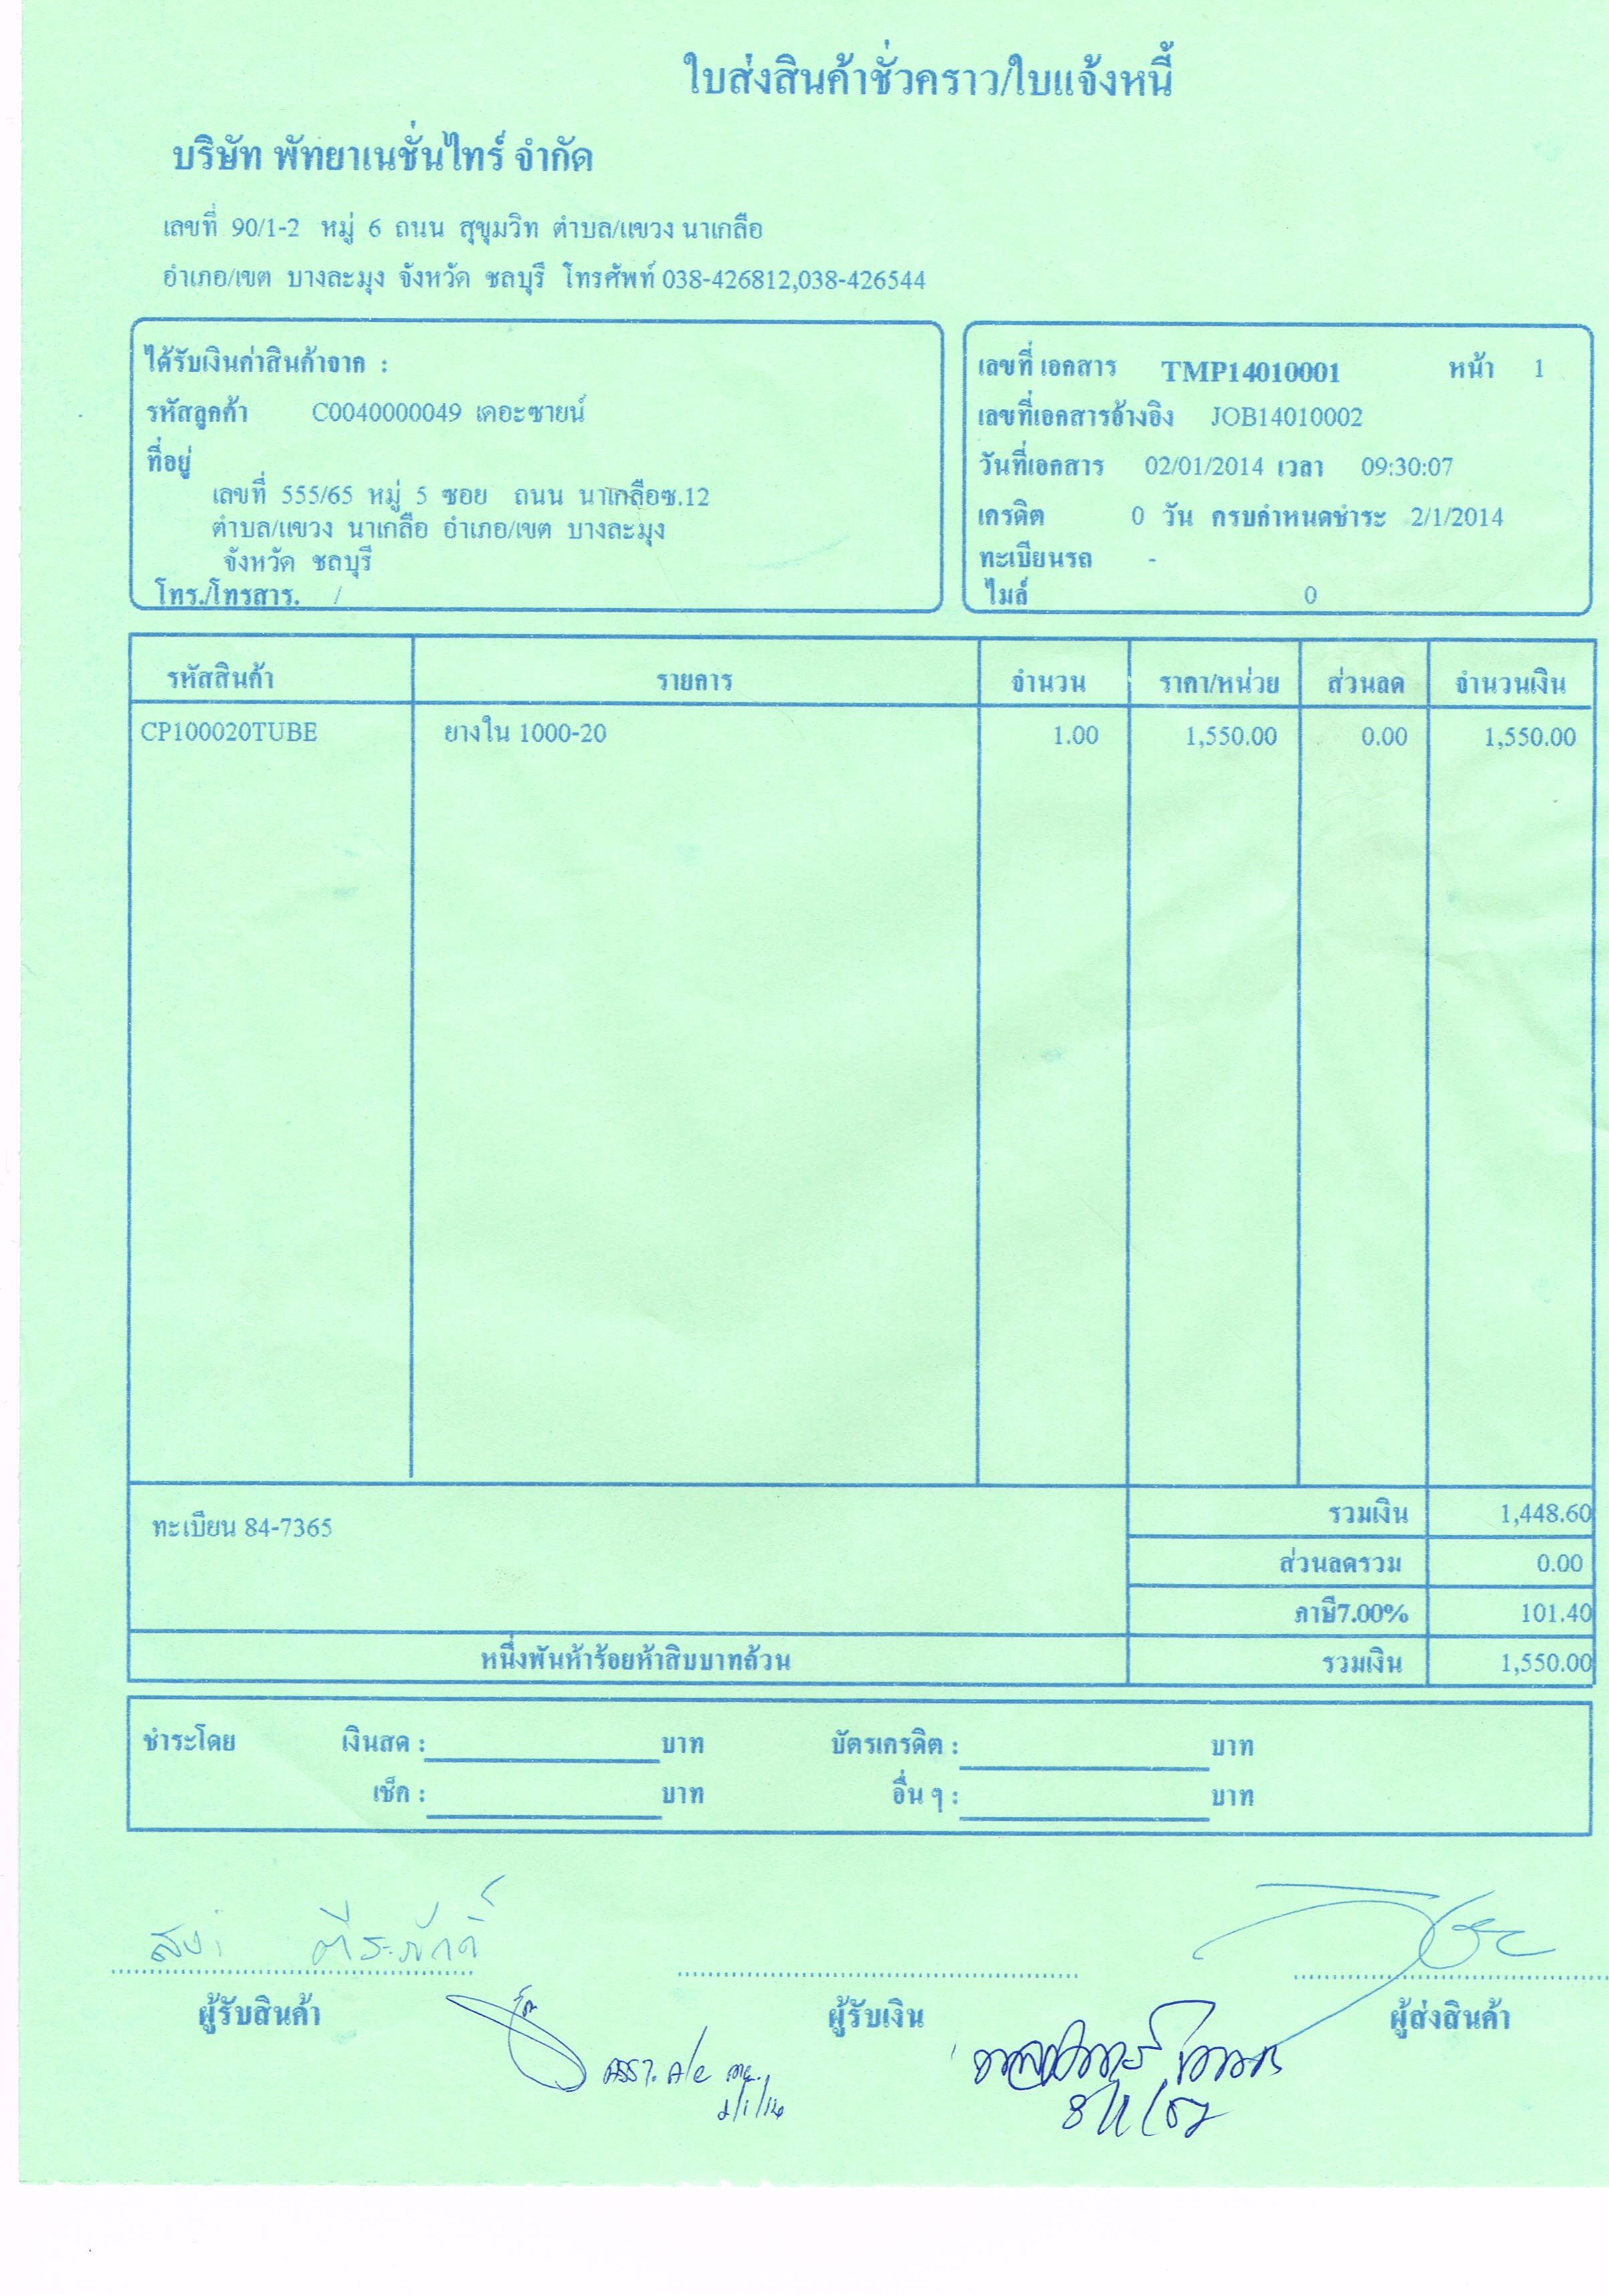 ใบส่งสินค้าชั่วคราว/ใบแจ้งหนี้
บริษัท พัทยาเนชั่นไทร์ จำกัด
เลขที่ 90/1-2 หมู่ 6 ถนน สุขุมวิท ตำบล/แขวง นาเกลือ
อำเภอ/เขต บางละมุง จังหวัด ชลบุรี โทรศัพท์ 038-426812,038-426544
ได้รับเงินค่าสินค้าจาก :
รหัสลูกค้า C0040000049 เดอะซายน์
ที่อยู่
เลขที่ 555/65 หมู่ 5 ซอย ถนน นาเกลือซ.12
ตำบล/แขวง นาเกลือ อำเภอ/เขต บางละมุง
จังหวัด ชลบุรี
โทร./โทรสาร. /
เลขที่ เอกสาร TMP14010001 หน้า 1
เลขที่เอกสารอ้างอิง JOB14010002
วันที่เอกสาร 02/01/2014 เวลา 09:30:07
เครดิต 0 วัน ครบกำหนดชำระ 2/1/2014
ทะเบียนรถ -
ไมล์ 0
รหัสสินค้า รายการ จำนวน ราคา/หน่วย ส่วนลด จำนวนเงิน
CP100020TUBE ยางใน 1000-20 1.00 1,550.00 0.00 1,550.00
ทะเบียน 84-7365
รวมเงิน 1,448.60
ส่วนลดรวม 0.00
ภาษี7.00% 101.40
หนึ่งพันห้าร้อยห้าสิบบาทถ้วน รวมเงิน 1,550.00
ชำระโดย เงินสด : บาท บัตรเครดิต : บาท
เช็ค : บาท อื่น ๆ : บาท
ผู้รับสินค้า ผู้รับเงิน ผู้ส่งสินค้า
8/1/57